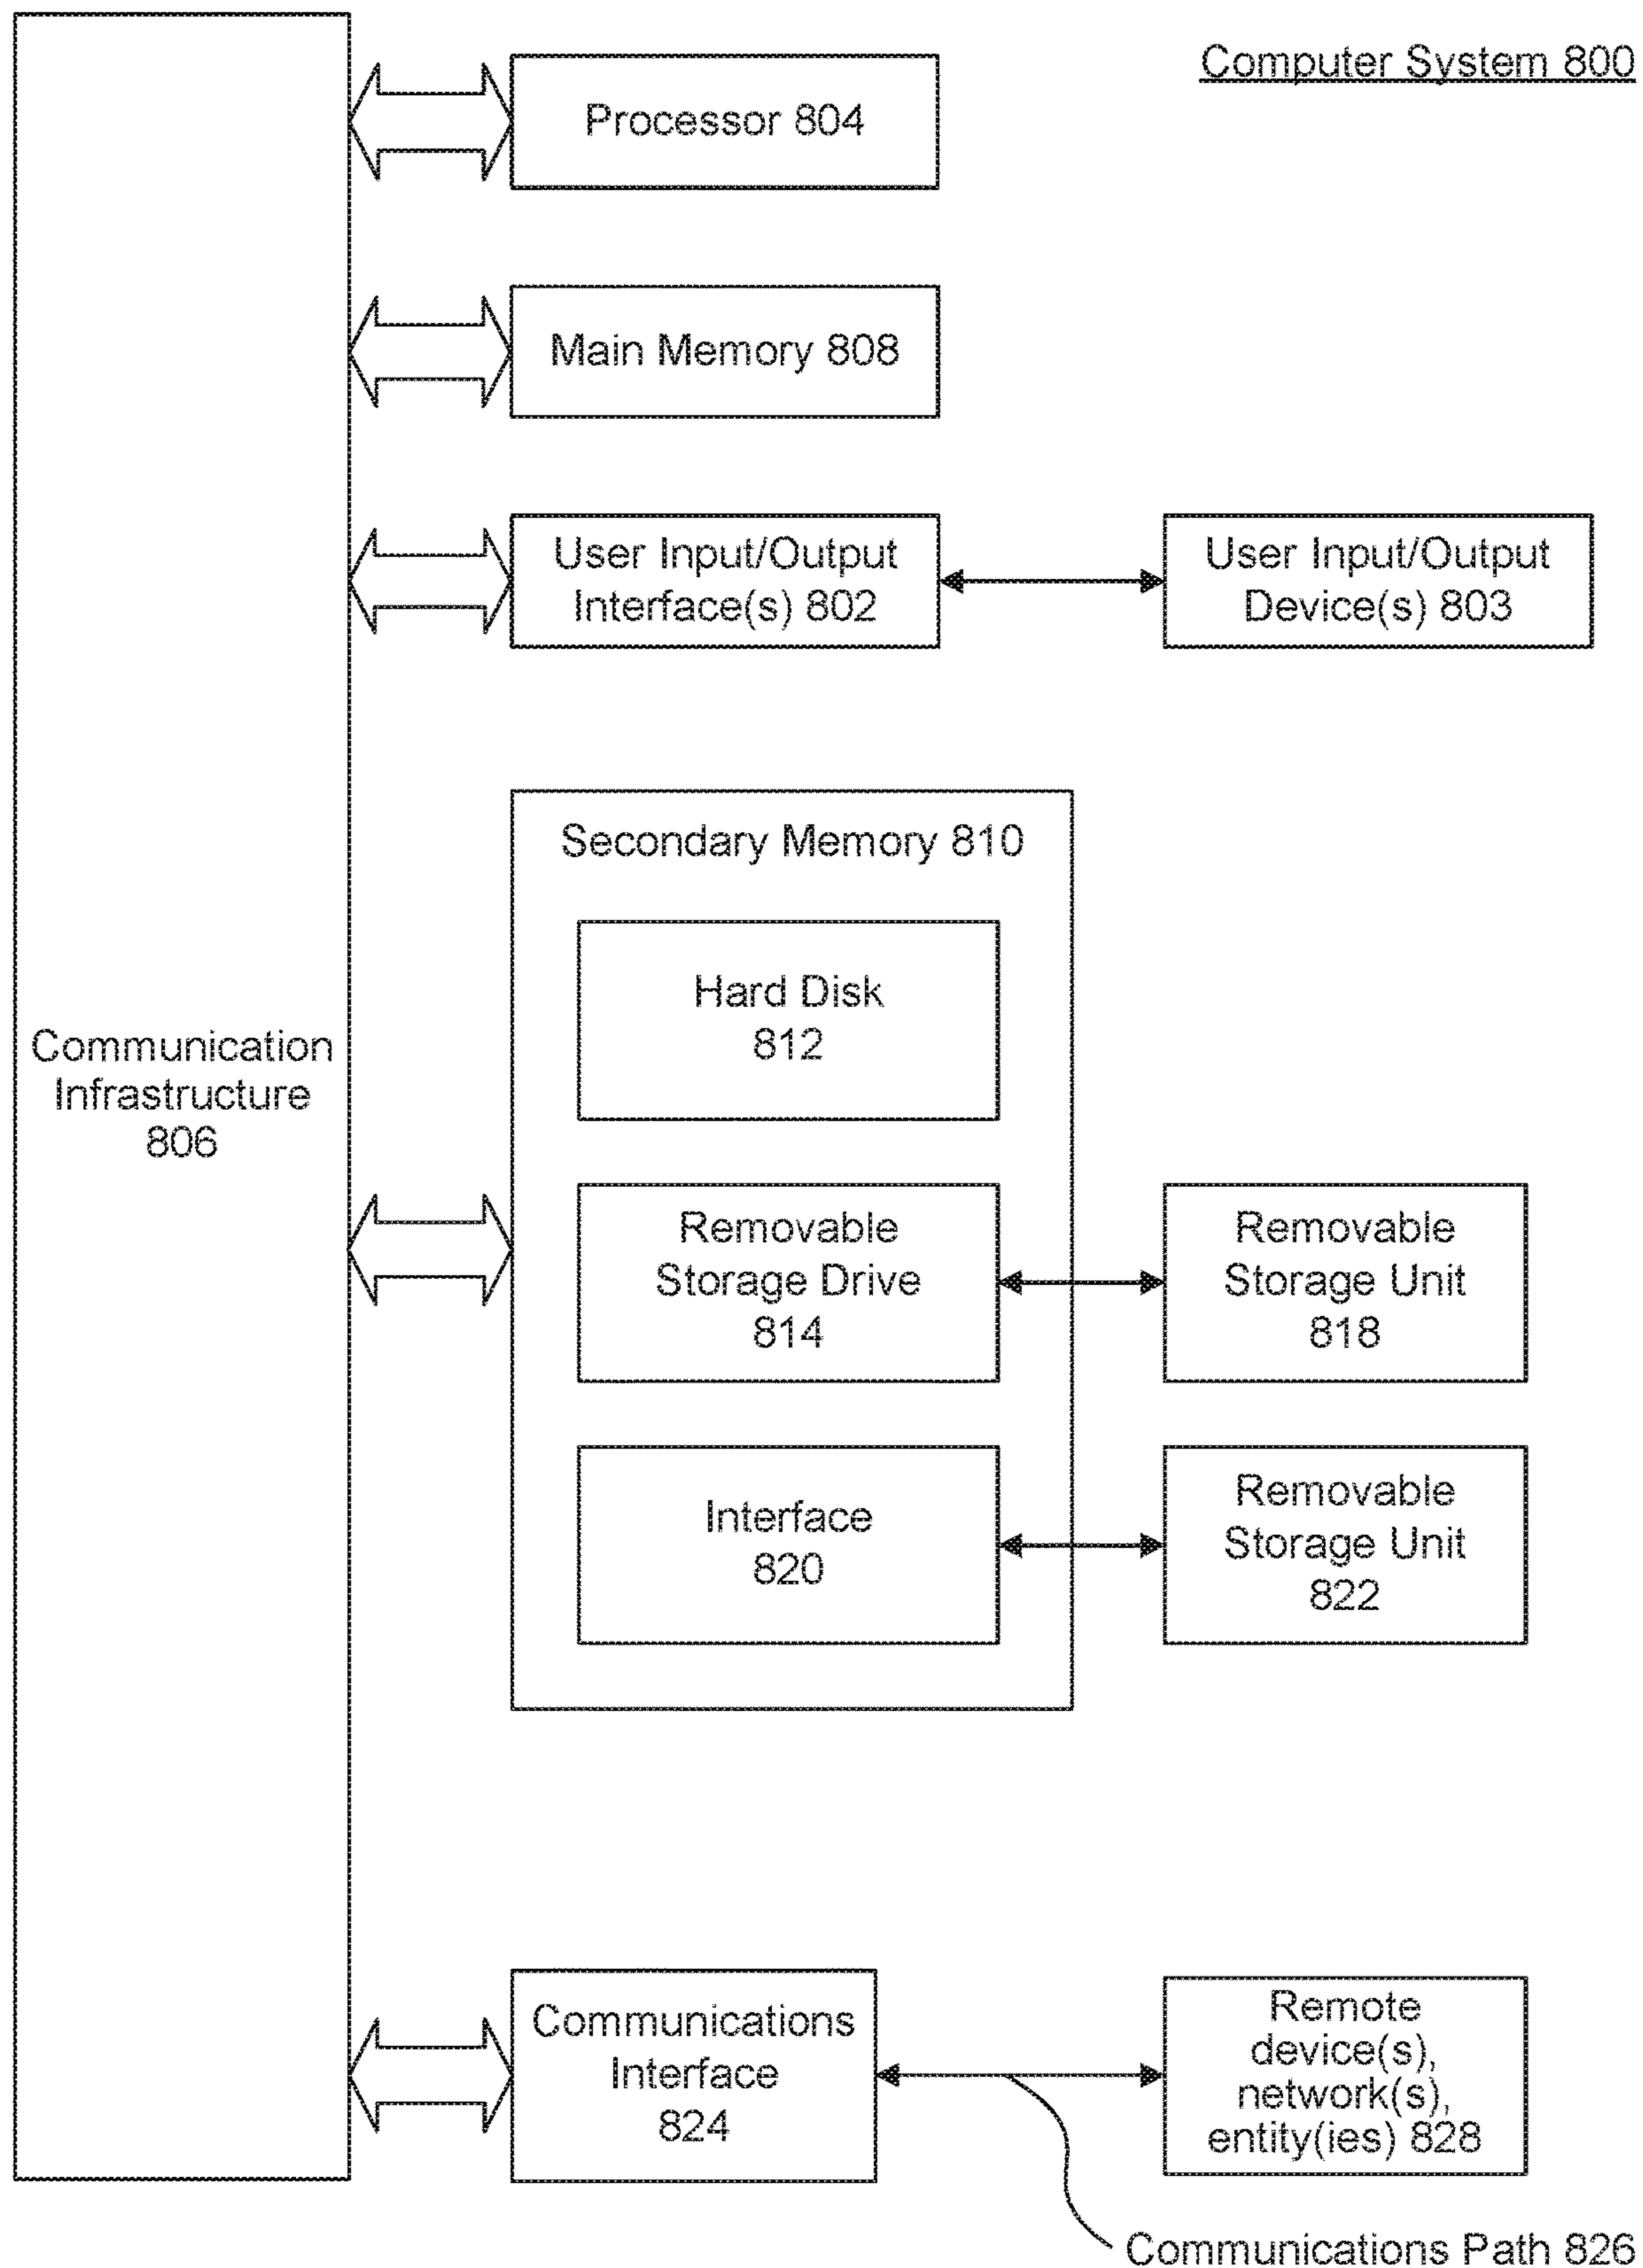 Computer System 800
Processor 804
Main Memory 808
User Input/Output
Interface(s) 802
User Input/Output
Device(s) 803
Secondary Memory 810
Hard Disk
812
Communication
Infrastructure
806
Removable
Storage Drive
814
Removable
Storage Unit
818
Interface
820
Removable
Storage Unit
822
Communications
Interface
824
Remote
device(s),
network(s),
entity(ies) 828
Communications Path 826